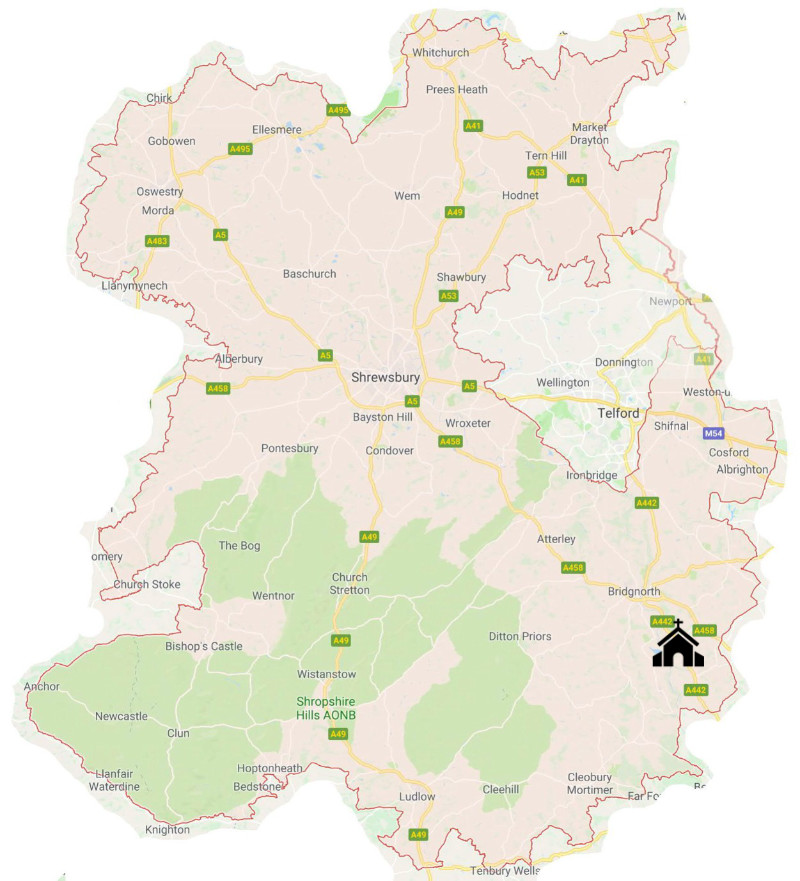 M
Whitchurch
Prees Heath
Chirk
A495
Ellesmere
A41
Market
Drayton
Gobowen
A495
Tern Hill
A53
A41
Oswestry
Wem
Hodnet
Morda
A49
A5
A483
Baschurch
Shawbury
Llanymynech
A53
Newport
Alberbury
A5
A41
Donnington
Shrewsbury
Wellington
A458
A5
Weston-u
A5
Telford
Bayston Hill
Wroxeter
Shifnal
M54
A458
Pontesbury
Condover
Cosford
Albrighton
Ironbridge
A442
A49
Atterley
The Bog
omery
A458
Church
Stretton
Church Stoke
Bridgnorth
Wentnor
A442
A458
A49
Ditton Priors
Bishop's Castle
Wistanstow
Anchor
A442
Shropshire
Hills AONB
Newcastle
Clun
A49
Hoptonheath
Llanfair
Waterdine
Bedstone
Cleobury
Mortimer
Cleehill
Ludlow
Far Fo
Knighton
A49
Tenbury Wells